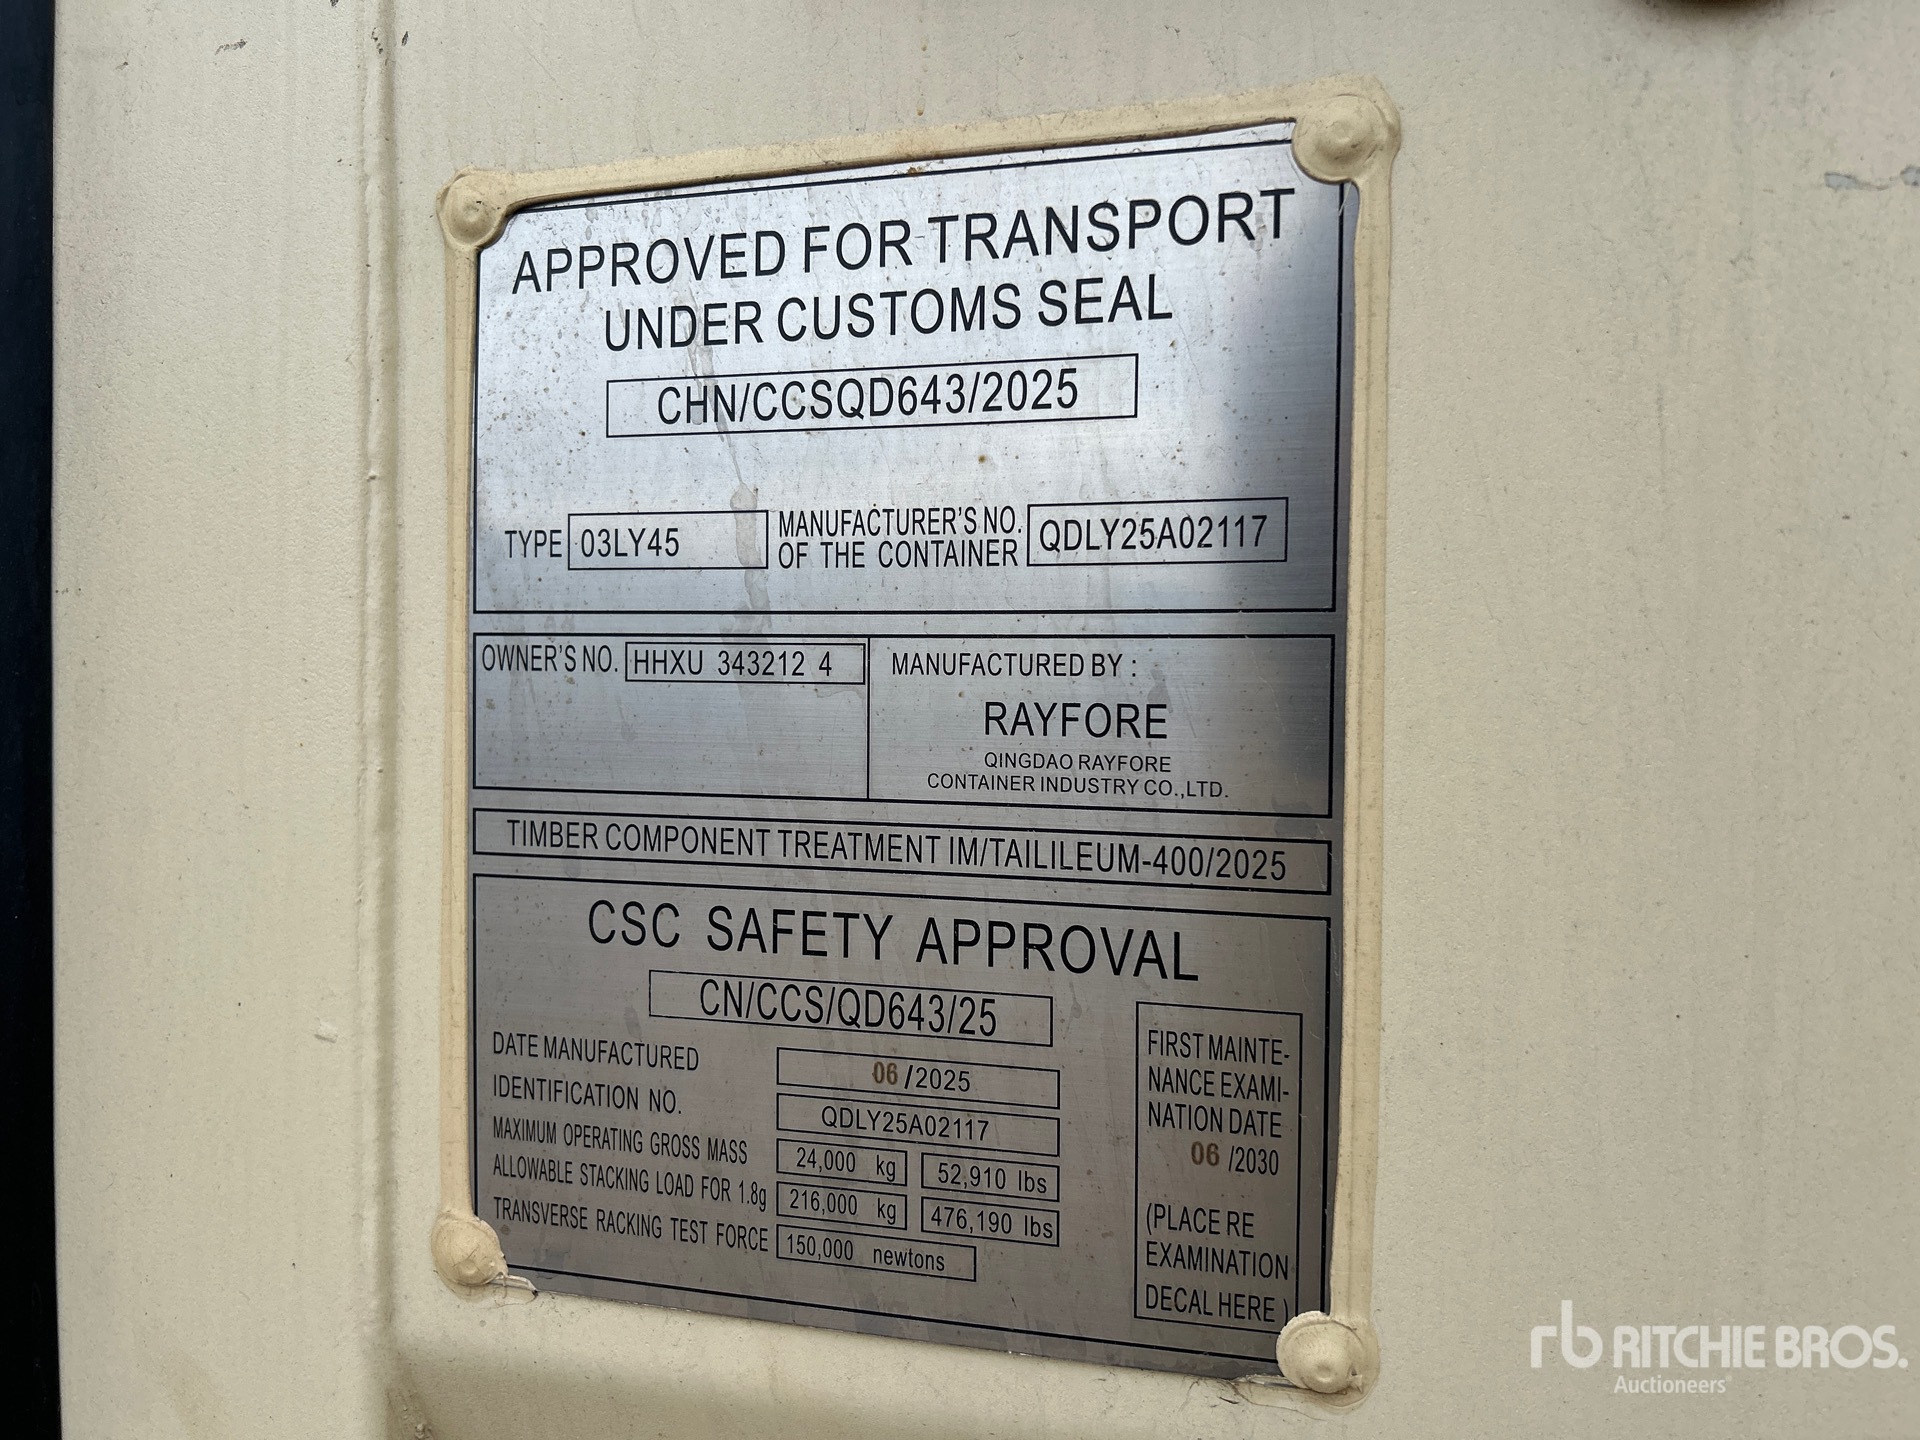 APPROVED FOR TRANSPORT
UNDER CUSTOMS SEAL
CHN/CCSQD643/2025
TYPE 03LY45 MANUFACTURER'S NO. OF THE CONTAINER QDLY25A02117
OWNER'S NO. HHXU 343212 4
MANUFACTURED BY :
RAYFORE
QINGDAO RAYFORE
CONTAINER INDUSTRY CO.,LTD.
TIMBER COMPONENT TREATMENT IM/TAILILEUM-400/2025
CSC SAFETY APPROVAL
CN/CCS/QD643/25
DATE MANUFACTURED 06/2025
IDENTIFICATION NO. QDLY25A02117
MAXIMUM OPERATING GROSS MASS 24,000 kg 52,910 lbs
ALLOWABLE STACKING LOAD FOR 1.8g 216,000 kg 476,190 lbs
TRANSVERSE RACKING TEST FORCE 150,000 newtons
FIRST MAINTE-
NANCE EXAMI-
NATION DATE
06 /2030
(PLACE RE
EXAMINATION
DECAL HERE )
rb RITCHIE BROS.
Auctioneers